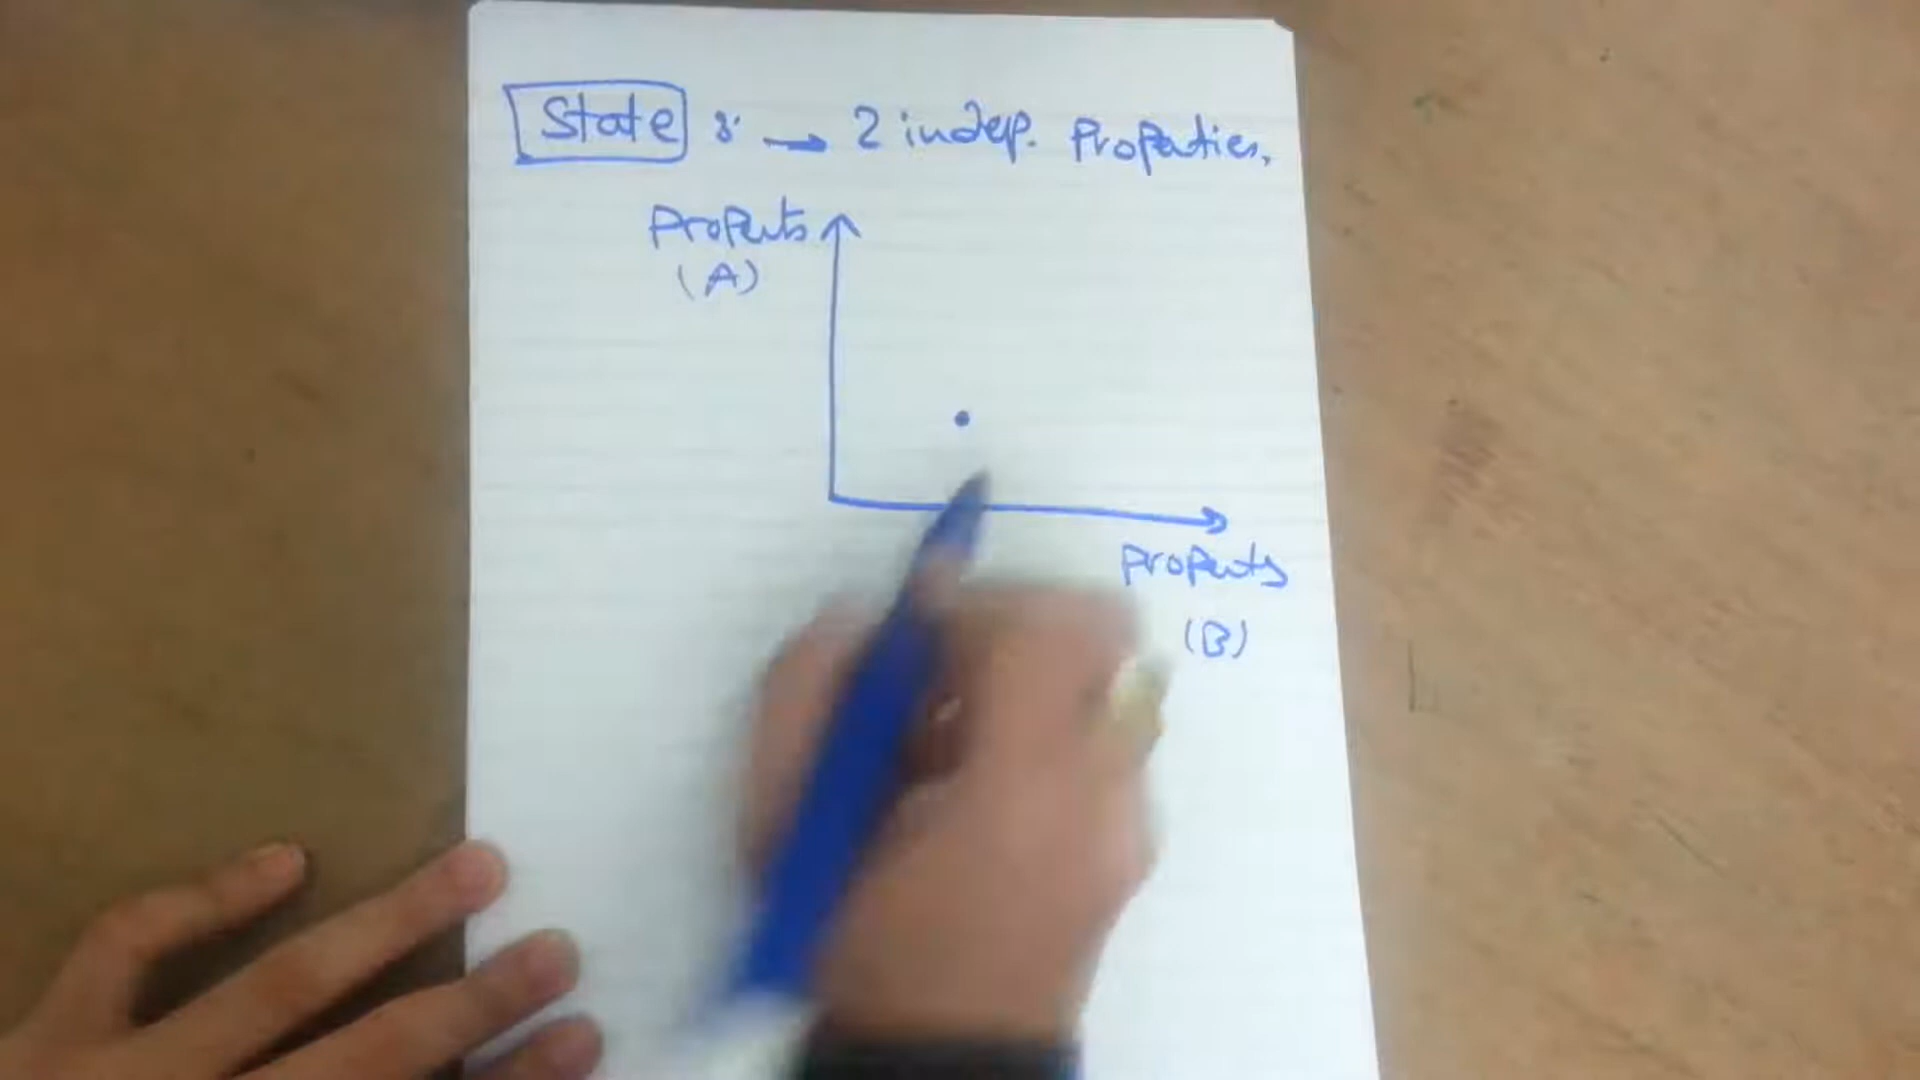 State : → 2 indep. Properties.
Property
(A)
Property
(B)